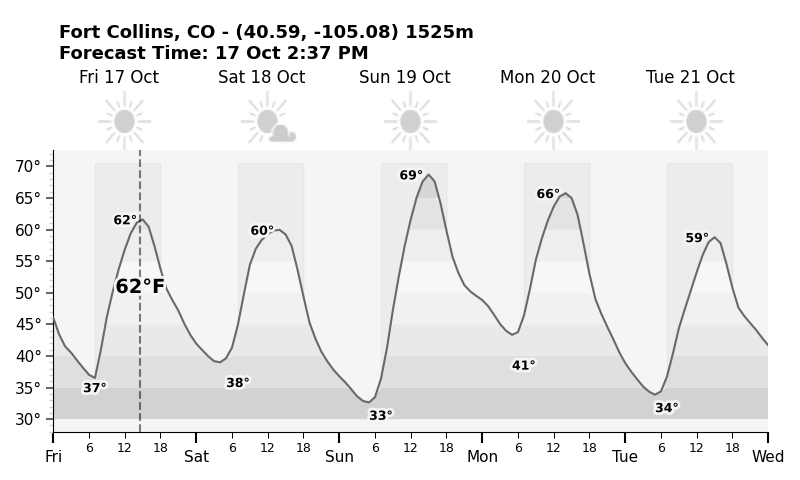 Fort Collins, CO - (40.59, -105.08) 1525m
Forecast Time: 17 Oct 2:37 PM
Fri 17 Oct Sat 18 Oct Sun 19 Oct Mon 20 Oct Tue 21 Oct
70°
65°
60°
55°
50°
45°
40°
35°
30°
62° 60° 69° 66° 59°
62°F
37° 38° 33° 41° 34°
6 12 18 6 12 18 6 12 18 6 12 18 6 12 18
Fri Sat Sun Mon Tue Wed